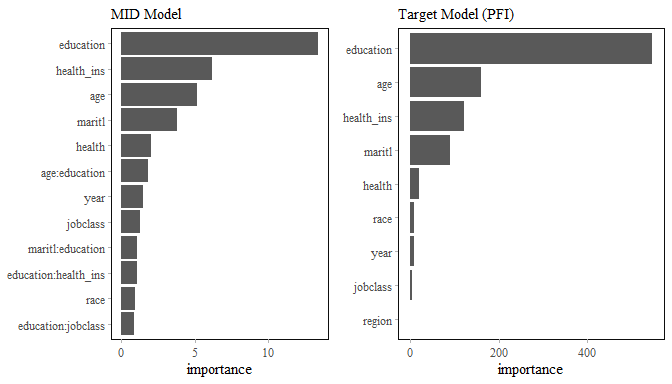 MID Model
education
health_ins
age
maritl
health
age:education
year
jobclass
maritl:education
education:health_ins
race
education:jobclass
0 5 10
importance
Target Model (PFI)
education
age
health_ins
maritl
health
race
year
jobclass
region
0 200 400
importance